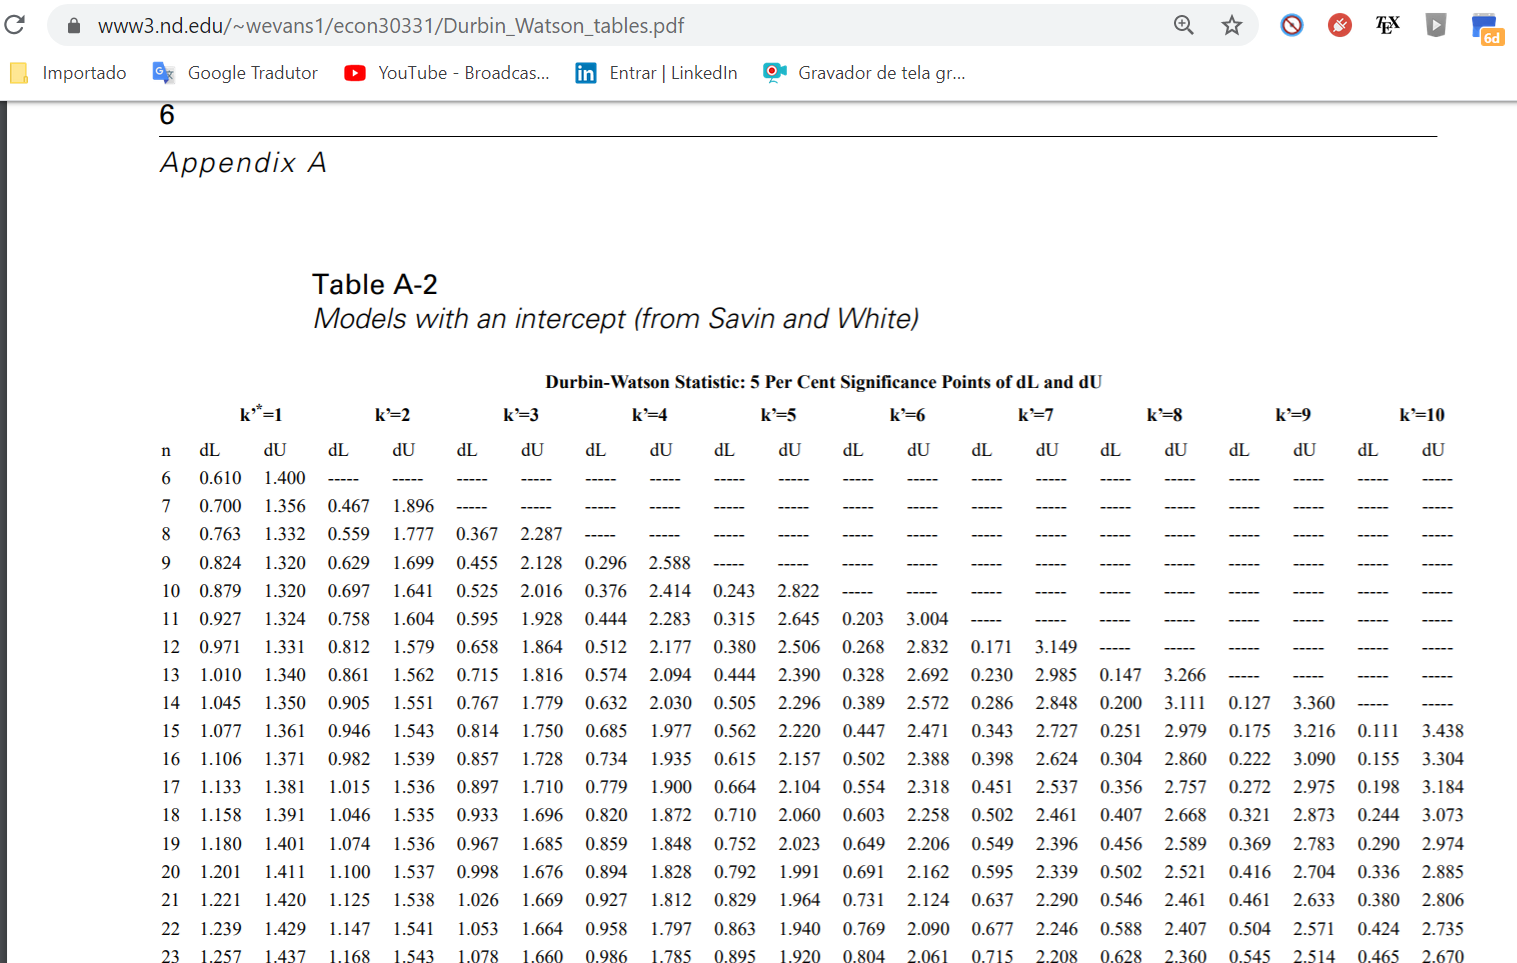 www3.nd.edu/~wevans1/econ30331/Durbin_Watson_tables.pdf TEX 6d
Importado Google Tradutor YouTube - Broadcas... in Entrar | LinkedIn Gravador de tela gr...
6
Appendix A
Table A-2
Models with an intercept (from Savin and White)
Durbin-Watson Statistic: 5 Per Cent Significance Points of dL and dU
k'*=1 k'=2 k'=3 k'=4 k'=5 k'=6 k'=7 k'=8 k'=9 k'=10
n dL dU dL dU dL dU dL dU dL dU dL dU dL dU dL dU dL dU dL dU
6 0.610 1.400 ----- ----- ----- ----- ----- ----- ----- ----- ----- ----- ----- ----- ----- ----- ----- ----- ----- -----
7 0.700 1.356 0.467 1.896 ----- ----- ----- ----- ----- ----- ----- ----- ----- ----- ----- ----- ----- ----- ----- -----
8 0.763 1.332 0.559 1.777 0.367 2.287 ----- ----- ----- ----- ----- ----- ----- ----- ----- ----- ----- ----- ----- -----
9 0.824 1.320 0.629 1.699 0.455 2.128 0.296 2.588 ----- ----- ----- ----- ----- ----- ----- ----- ----- ----- ----- -----
10 0.879 1.320 0.697 1.641 0.525 2.016 0.376 2.414 0.243 2.822 ----- ----- ----- ----- ----- ----- ----- ----- ----- -----
11 0.927 1.324 0.758 1.604 0.595 1.928 0.444 2.283 0.315 2.645 0.203 3.004 ----- ----- ----- ----- ----- ----- ----- -----
12 0.971 1.331 0.812 1.579 0.658 1.864 0.512 2.177 0.380 2.506 0.268 2.832 0.171 3.149 ----- ----- ----- ----- ----- -----
13 1.010 1.340 0.861 1.562 0.715 1.816 0.574 2.094 0.444 2.390 0.328 2.692 0.230 2.985 0.147 3.266 ----- ----- ----- -----
14 1.045 1.350 0.905 1.551 0.767 1.779 0.632 2.030 0.505 2.296 0.389 2.572 0.286 2.848 0.200 3.111 0.127 3.360 ----- -----
15 1.077 1.361 0.946 1.543 0.814 1.750 0.685 1.977 0.562 2.220 0.447 2.471 0.343 2.727 0.251 2.979 0.175 3.216 0.111 3.438
16 1.106 1.371 0.982 1.539 0.857 1.728 0.734 1.935 0.615 2.157 0.502 2.388 0.398 2.624 0.304 2.860 0.222 3.090 0.155 3.304
17 1.133 1.381 1.015 1.536 0.897 1.710 0.779 1.900 0.664 2.104 0.554 2.318 0.451 2.537 0.356 2.757 0.272 2.975 0.198 3.184
18 1.158 1.391 1.046 1.535 0.933 1.696 0.820 1.872 0.710 2.060 0.603 2.258 0.502 2.461 0.407 2.668 0.321 2.873 0.244 3.073
19 1.180 1.401 1.074 1.536 0.967 1.685 0.859 1.848 0.752 2.023 0.649 2.206 0.549 2.396 0.456 2.589 0.369 2.783 0.290 2.974
20 1.201 1.411 1.100 1.537 0.998 1.676 0.894 1.828 0.792 1.991 0.691 2.162 0.595 2.339 0.502 2.521 0.416 2.704 0.336 2.885
21 1.221 1.420 1.125 1.538 1.026 1.669 0.927 1.812 0.829 1.964 0.731 2.124 0.637 2.290 0.546 2.461 0.461 2.633 0.380 2.806
22 1.239 1.429 1.147 1.541 1.053 1.664 0.958 1.797 0.863 1.940 0.769 2.090 0.677 2.246 0.588 2.407 0.504 2.571 0.424 2.735
23 1.257 1.437 1.168 1.543 1.078 1.660 0.986 1.785 0.895 1.920 0.804 2.061 0.715 2.208 0.628 2.360 0.545 2.514 0.465 2.670